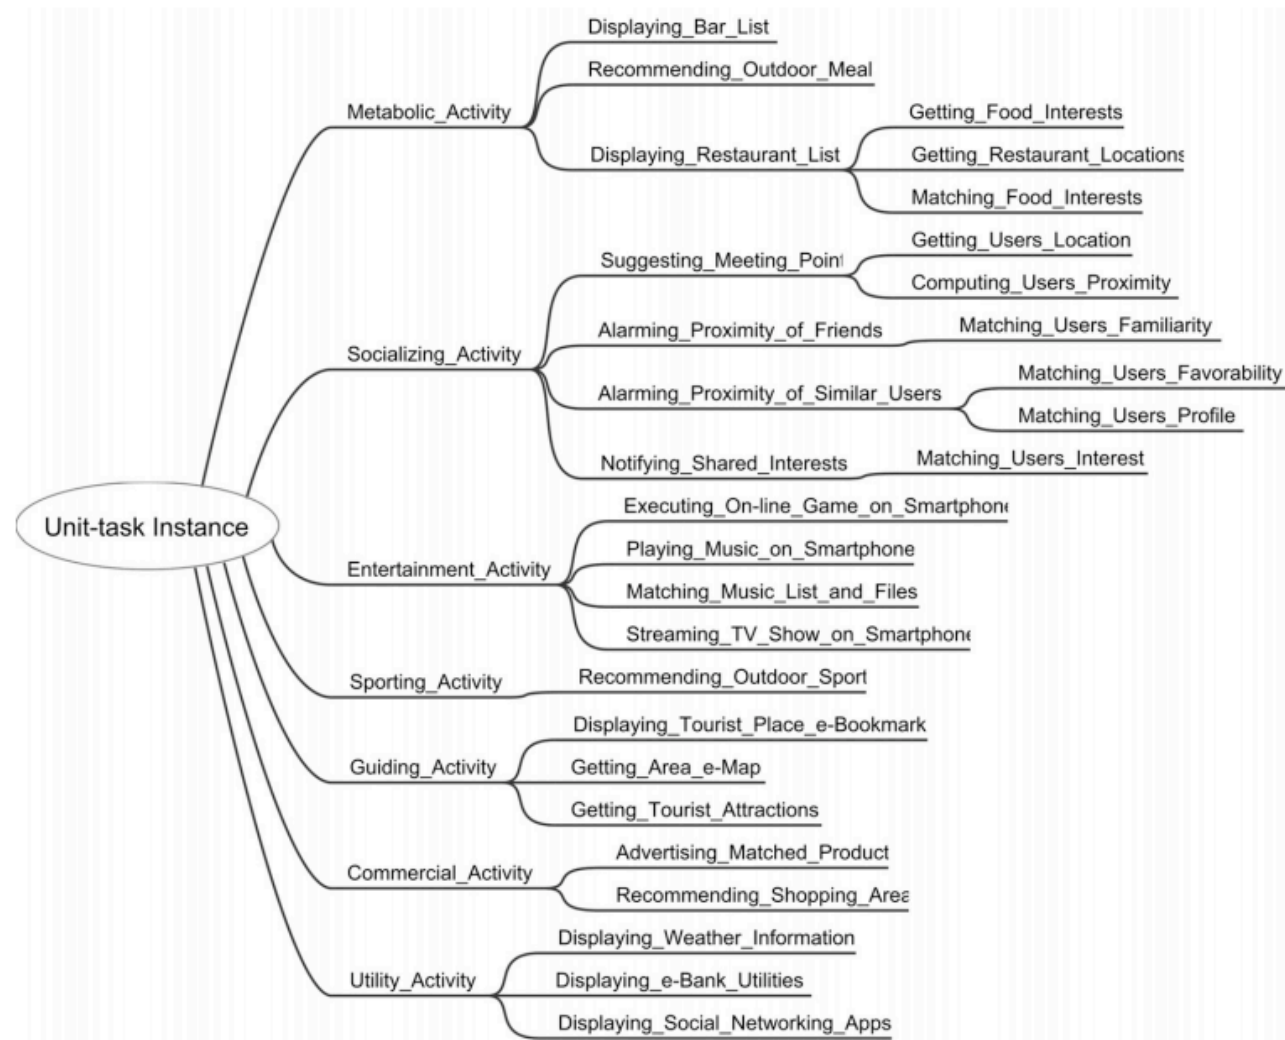 Displaying_Bar_List
Recommending_Outdoor_Meal
Metabolic_Activity
Getting_Food_Interests
Displaying_Restaurant_List
Getting_Restaurant_Locations
Matching_Food_Interests
Getting_Users_Location
Suggesting_Meeting_Point
Computing_Users_Proximity
Alarming_Proximity_of_Friends
Matching_Users_Familiarity
Socializing_Activity
Matching_Users_Favorability
Alarming_Proximity_of_Similar_Users
Matching_Users_Profile
Notifying_Shared_Interests
Matching_Users_Interest
Unit-task Instance
Executing_On-line_Game_on_Smartphone
Playing_Music_on_Smartphone
Entertainment_Activity
Matching_Music_List_and_Files
Streaming_TV_Show_on_Smartphone
Sporting_Activity
Recommending_Outdoor_Sport
Displaying_Tourist_Place_e-Bookmark
Guiding_Activity
Getting_Area_e-Map
Getting_Tourist_Attractions
Advertising_Matched_Product
Commercial_Activity
Recommending_Shopping_Area
Displaying_Weather_Information
Utility_Activity
Displaying_e-Bank_Utilities
Displaying_Social_Networking_Apps